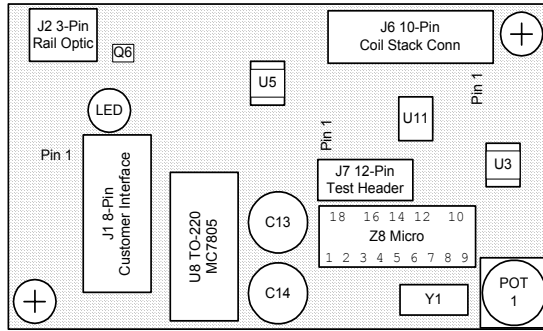 J2 3-Pin
Rail Optic
Q6
J6 10-Pin
Coil Stack Conn
U5
LED
Pin 1
U11
Pin 1
Pin 1
U3
J1 8-Pin
Customer Interface
U8 TO-220
MC7805
J7 12-Pin
Test Header
C13
18 16 14 12 10
Z8 Micro
1 2 3 4 5 6 7 8 9
C14
Y1
POT
1